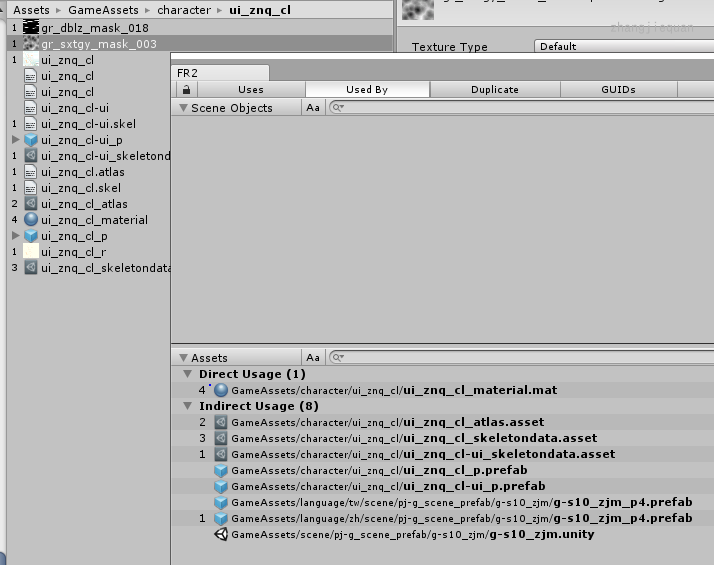 Assets ▸ GameAssets ▸ character ▸ ui_znq_cl
1 gr_dblz_mask_018
1 gr_sxtgy_mask_003
1 ui_znq_cl
ui_znq_cl
ui_znq_cl
ui_znq_cl-ui
1 ui_znq_cl-ui.skel
ui_znq_cl-ui_p
1 ui_znq_cl-ui_skeletond
1 ui_znq_cl.atlas
1 ui_znq_cl.skel
2 ui_znq_cl_atlas
4 ui_znq_cl_material
ui_znq_cl_p
1 ui_znq_cl_r
3 ui_znq_cl_skeletondata
zhangjiequan
Texture Type Default
FR2
Uses Used By Duplicate GUIDs
Scene Objects Aa
Assets Aa
Direct Usage (1)
4 GameAssets/character/ui_znq_cl/ui_znq_cl_material.mat
Indirect Usage (8)
2 GameAssets/character/ui_znq_cl/ui_znq_cl_atlas.asset
3 GameAssets/character/ui_znq_cl/ui_znq_cl_skeletondata.asset
1 GameAssets/character/ui_znq_cl/ui_znq_cl-ui_skeletondata.asset
GameAssets/character/ui_znq_cl/ui_znq_cl_p.prefab
GameAssets/character/ui_znq_cl/ui_znq_cl-ui_p.prefab
GameAssets/language/tw/scene/pj-g_scene_prefab/g-s10_zjm/g-s10_zjm_p4.prefab
1 GameAssets/language/zh/scene/pj-g_scene_prefab/g-s10_zjm/g-s10_zjm_p4.prefab
GameAssets/scene/pj-g_scene_prefab/g-s10_zjm/g-s10_zjm.unity